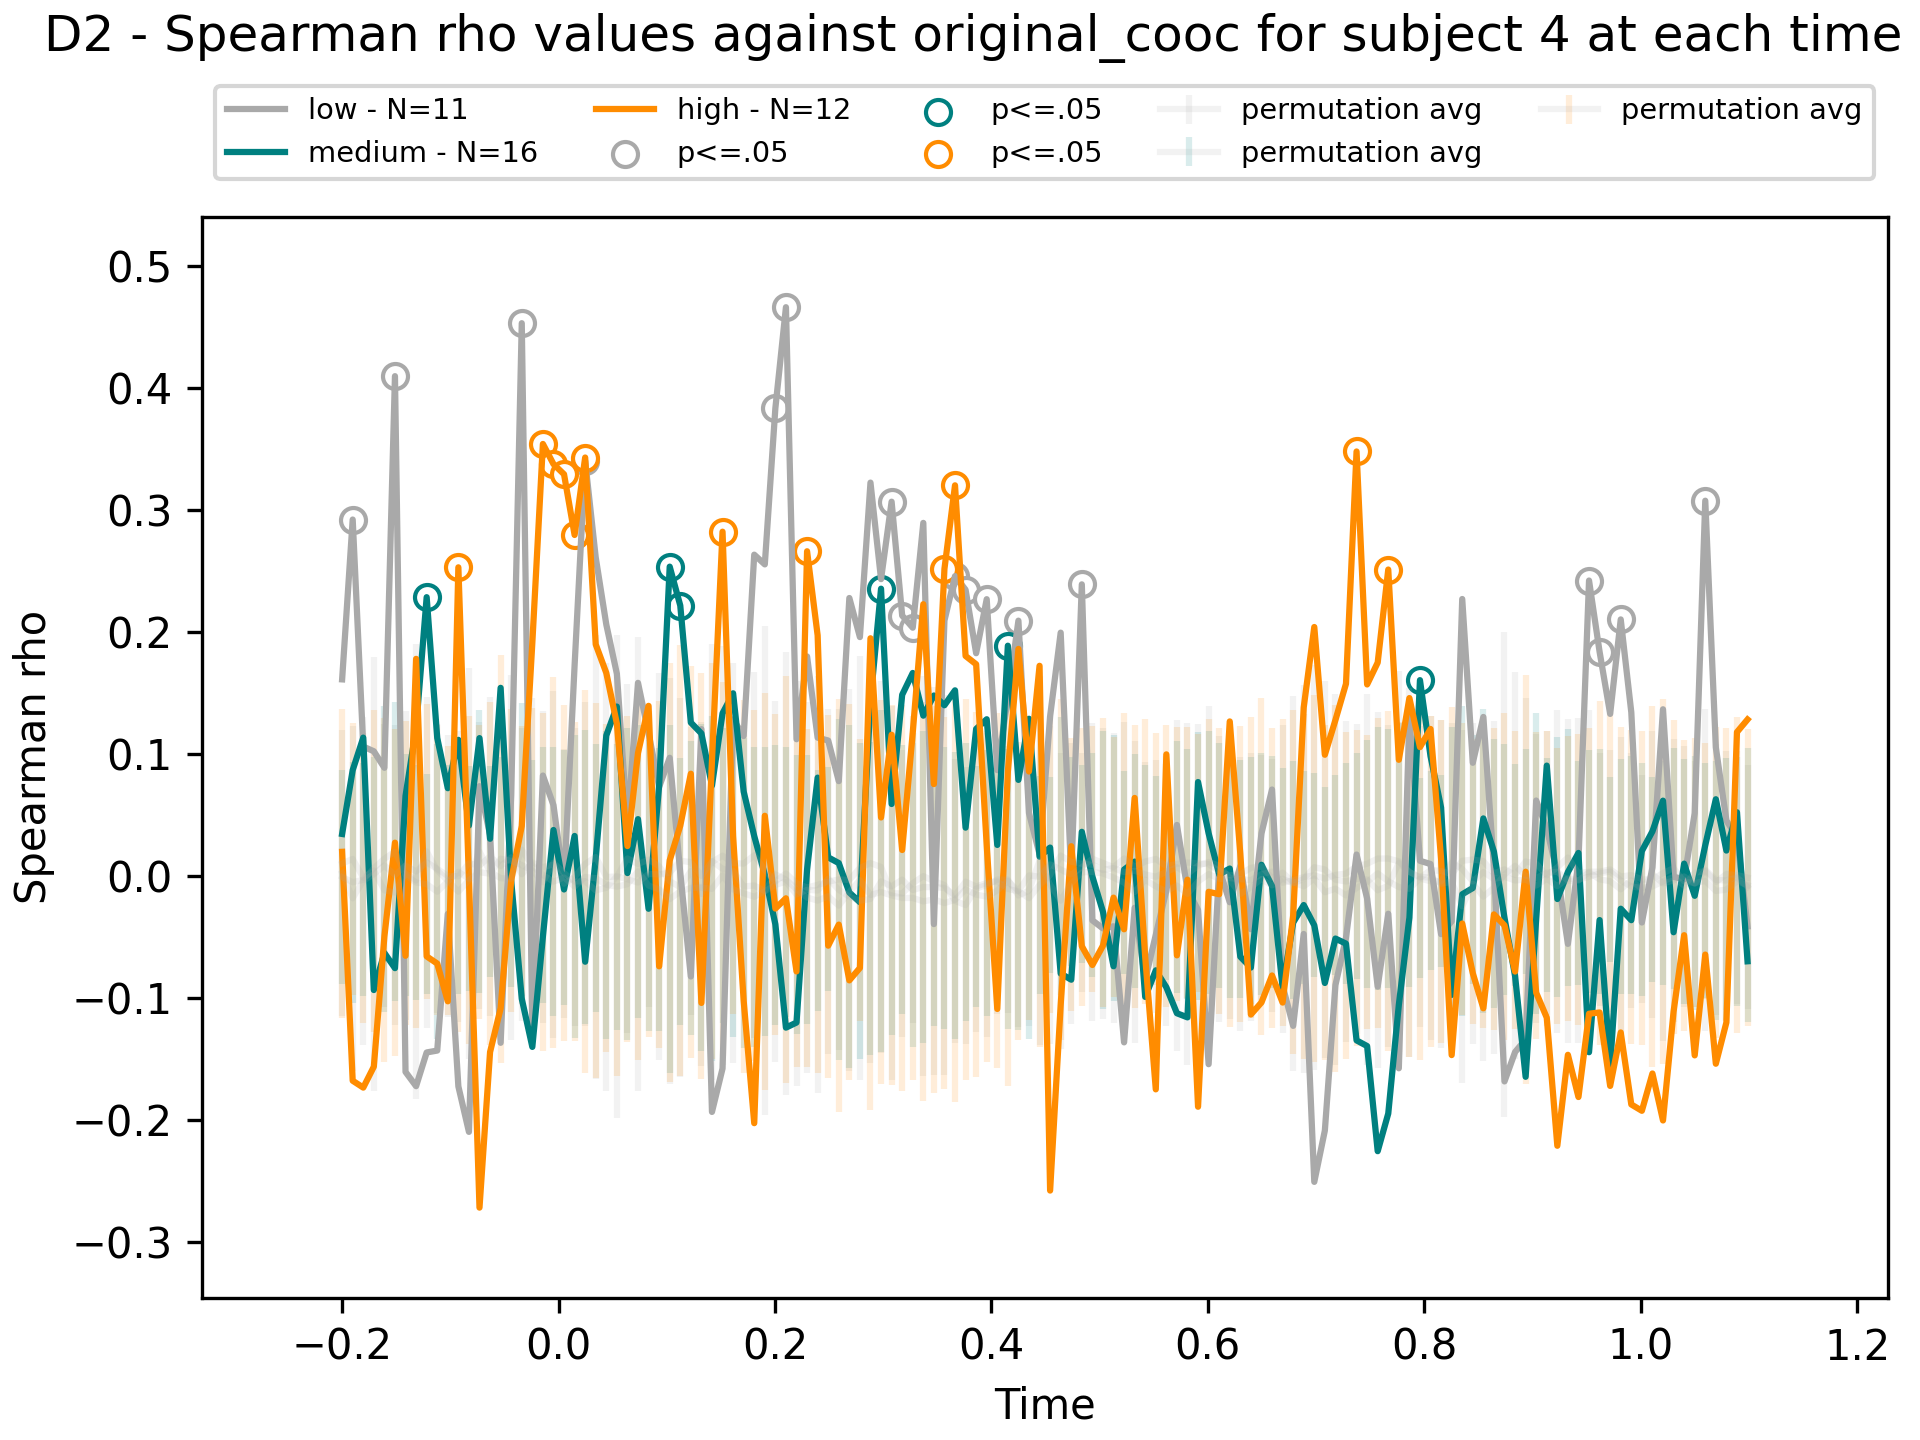 D2 - Spearman rho values against original_cooc for subject 4 at each time
low - N=11
medium - N=16
high - N=12
p<=.05
p<=.05
p<=.05
permutation avg
permutation avg
permutation avg
Spearman rho
0.5
0.4
0.3
0.2
0.1
0.0
−0.1
−0.2
−0.3
−0.2
0.0
0.2
0.4
0.6
0.8
1.0
1.2
Time